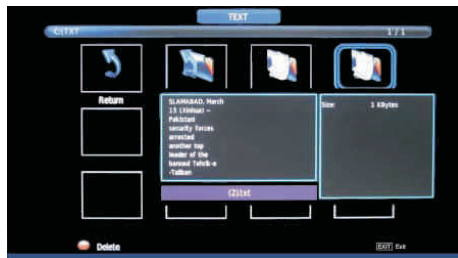 TEXT
C:\TXT
1 / 1
Return
SLAMABAD, March
15 (Xinhua) --
Pakistani
security forces
arrested
another top
leader of the
banned Tehrik-e
-Taliban
Size:
1 KBytes
(2).txt
Delete
EXIT Exit